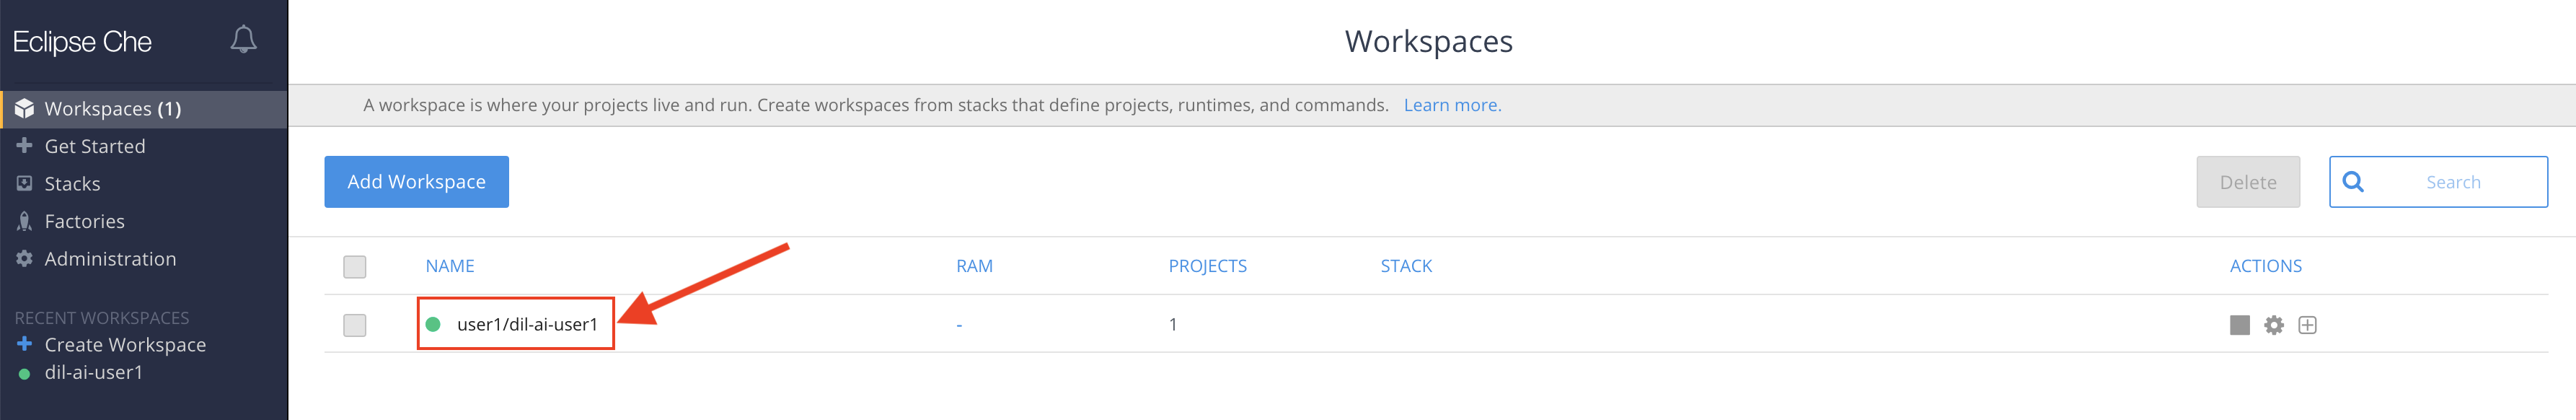 Eclipse Che
Workspaces (1)
Get Started
Stacks
Factories
Administration
RECENT WORKSPACES
Create Workspace
dil-ai-user1
Workspaces
A workspace is where your projects live and run. Create workspaces from stacks that define projects, runtimes, and commands. Learn more.
Add Workspace
Delete
Search
NAME RAM PROJECTS STACK ACTIONS
user1/dil-ai-user1 - 1